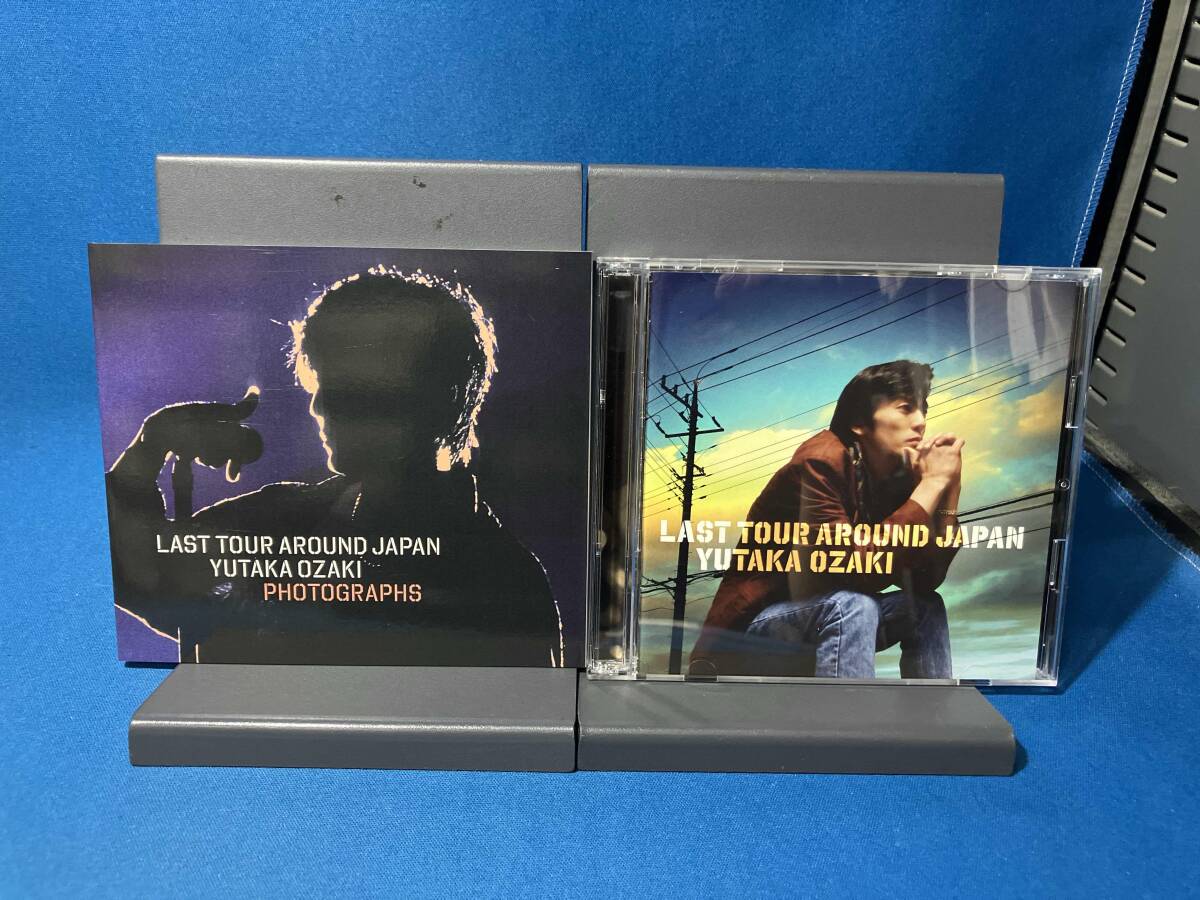 LAST TOUR AROUND JAPAN
YUTAKA OZAKI
PHOTOGRAPHS
LAST TOUR AROUND JAPAN
YUTAKA OZAKI